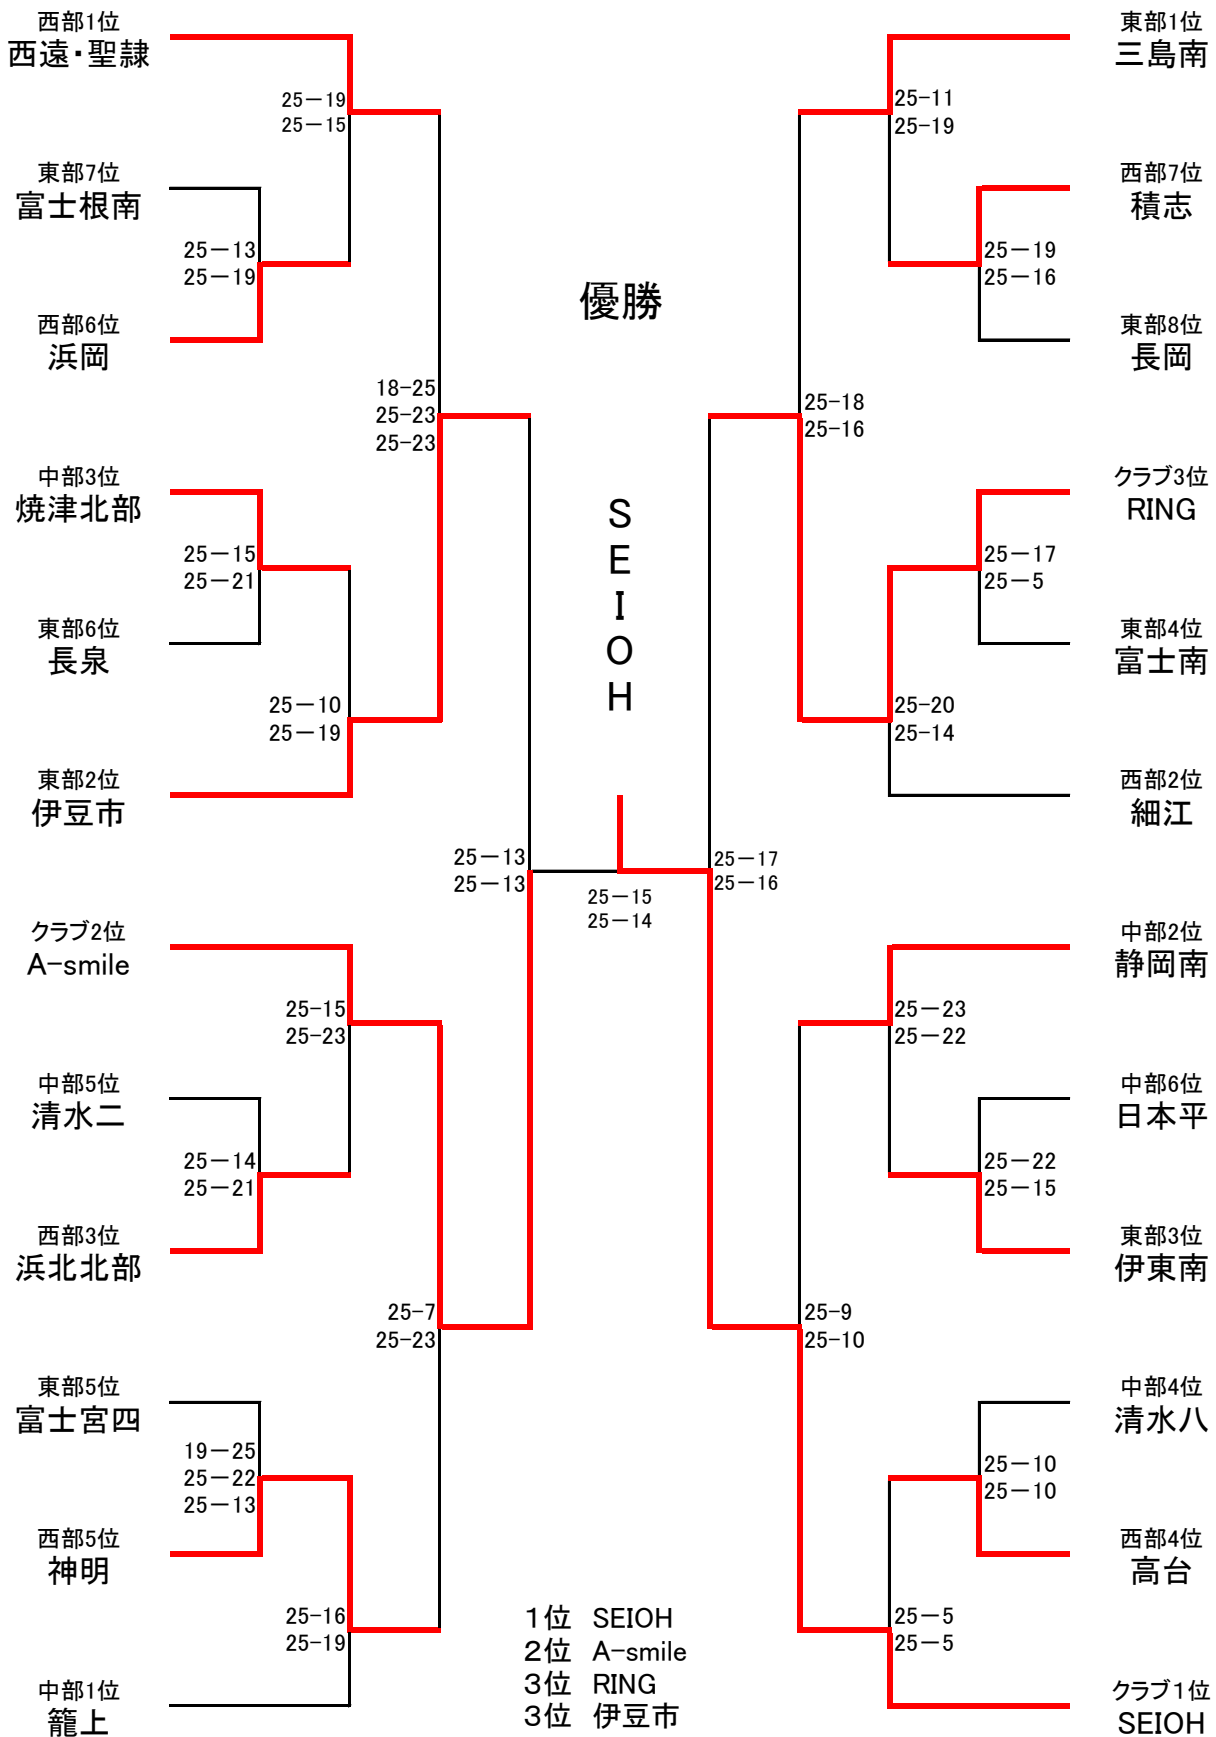 西部1位
西遠・聖隷
25－19
25－15
東部7位
富士根南
25－13
25－19
西部6位
浜岡
18-25
25-23
25-23
中部3位
焼津北部
25－15
25－21
東部6位
長泉
25－10
25－19
東部2位
伊豆市
25－13
25－13
クラブ2位
A-smile
25-15
25-23
中部5位
清水二
25－14
25－21
西部3位
浜北北部
25-7
25-23
東部5位
富士宮四
19－25
25－22
25－13
西部5位
神明
25-16
25-19
中部1位
籠上
優勝
S
E
I
O
H
25－15
25－14
1位 SEIOH
2位 A-smile
3位 RING
3位 伊豆市
東部1位
三島南
25-11
25-19
西部7位
積志
25－19
25－16
東部8位
長岡
25-18
25-16
クラブ3位
RING
25－17
25－5
東部4位
富士南
25-20
25-14
西部2位
細江
25－17
25－16
中部2位
静岡南
25－23
25－22
中部6位
日本平
25－22
25－15
東部3位
伊東南
25-9
25-10
中部4位
清水八
25－10
25－10
西部4位
高台
25－5
25－5
クラブ1位
SEIOH